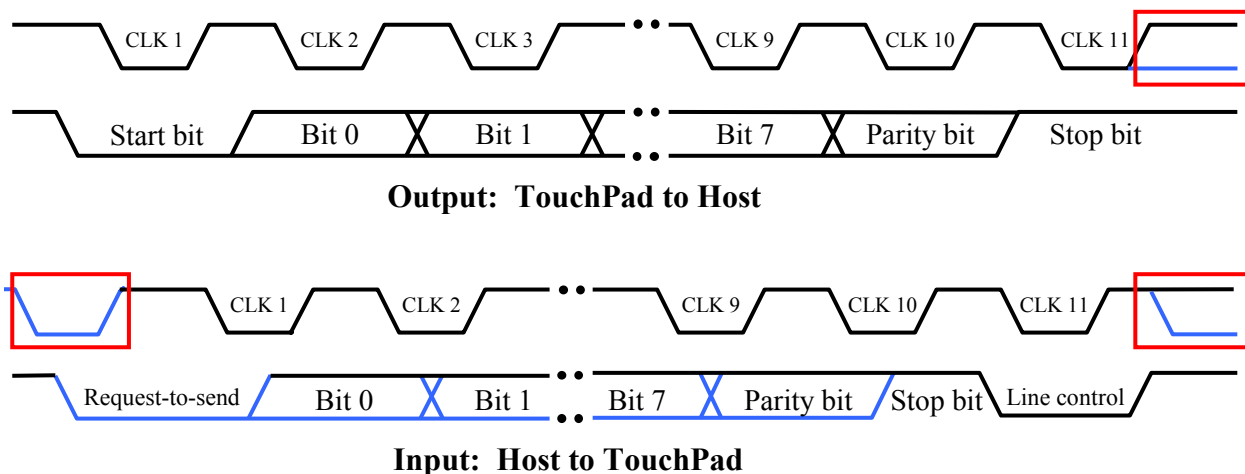 CLK 1 CLK 2 CLK 3 CLK 9 CLK 10 CLK 11
Start bit Bit 0 Bit 1 Bit 7 Parity bit Stop bit
Output: TouchPad to Host
CLK 1 CLK 2 CLK 9 CLK 10 CLK 11
Request-to-send Bit 0 Bit 1 Bit 7 Parity bit Stop bit Line control
Input: Host to TouchPad